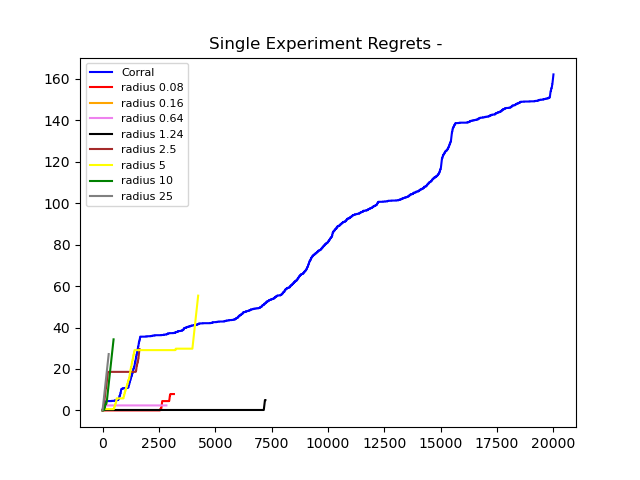 Single Experiment Regrets -
160
140
120
100
80
60
40
20
0
Corral
radius 0.08
radius 0.16
radius 0.64
radius 1.24
radius 2.5
radius 5
radius 10
radius 25
0 2500 5000 7500 10000 12500 15000 17500 20000